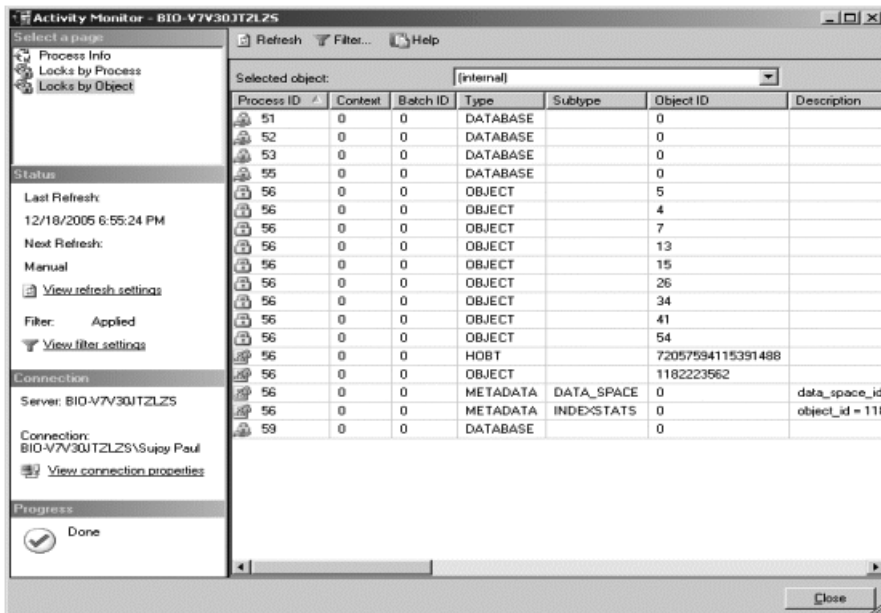 Activity Monitor - BIO-V7V30JTZLZS
Select a page
Process Info
Locks by Process
Locks by Object
Refresh Filter... Help
Selected object: (internal)
Process ID Context Batch ID Type Subtype Object ID Description
51 0 0 DATABASE 0
52 0 0 DATABASE 0
53 0 0 DATABASE 0
55 0 0 DATABASE 0
56 0 0 OBJECT 5
56 0 0 OBJECT 4
56 0 0 OBJECT 7
56 0 0 OBJECT 13
56 0 0 OBJECT 15
56 0 0 OBJECT 26
56 0 0 OBJECT 34
56 0 0 OBJECT 41
56 0 0 OBJECT 54
56 0 0 HOBT 72057594115391488
56 0 0 OBJECT 1182223562
56 0 0 METADATA DATA_SPACE 0 data_space_id
56 0 0 METADATA INDEXSTATS 0 object_id = 118
59 0 0 DATABASE 0
Status
Last Refresh:
12/18/2005 6:55:24 PM
Next Refresh:
Manual
View refresh settings
Filter: Applied
View filter settings
Connection
Server: BIO-V7V30JTZLZS
Connection:
BIO-V7V30JTZLZS\Sujoy Paul
View connection properties
Progress
Done
Close